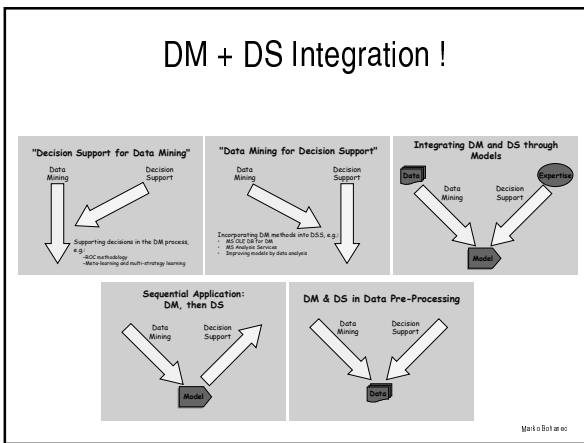 DM + DS Integration !
"Decision Support for Data Mining"
Data
Mining
Decision
Support
Supporting decisions in the DM process,
e.g.:
-ROC methodology
-Meta-learning and multi-strategy learning
"Data Mining for Decision Support"
Data
Mining
Decision
Support
Incorporating DM methods into DSS, e.g.:
• MS OLE DB for DM
• MS Analysis Services
• Improving models by data analysis
Integrating DM and DS through
Models
Data
Expertise
Data
Mining
Decision
Support
Model
Sequential Application:
DM, then DS
Data
Mining
Decision
Support
Model
DM & DS in Data Pre-Processing
Data
Mining
Decision
Support
Data
Marko Bohanec